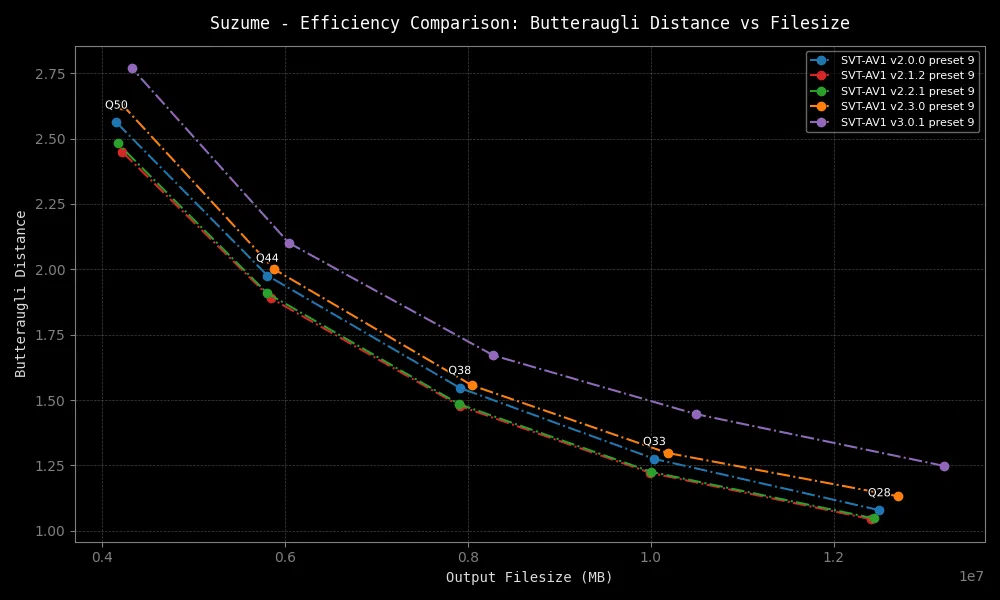 Suzume - Efficiency Comparison: Butteraugli Distance vs Filesize
SVT-AV1 v2.0.0 preset 9
SVT-AV1 v2.1.2 preset 9
SVT-AV1 v2.2.1 preset 9
SVT-AV1 v2.3.0 preset 9
SVT-AV1 v3.0.1 preset 9
Butteraugli Distance
2.75
2.50
2.25
2.00
1.75
1.50
1.25
1.00
Q50
Q44
Q38
Q33
Q28
0.4
0.6
0.8
1.0
1.2
1e7
Output Filesize (MB)